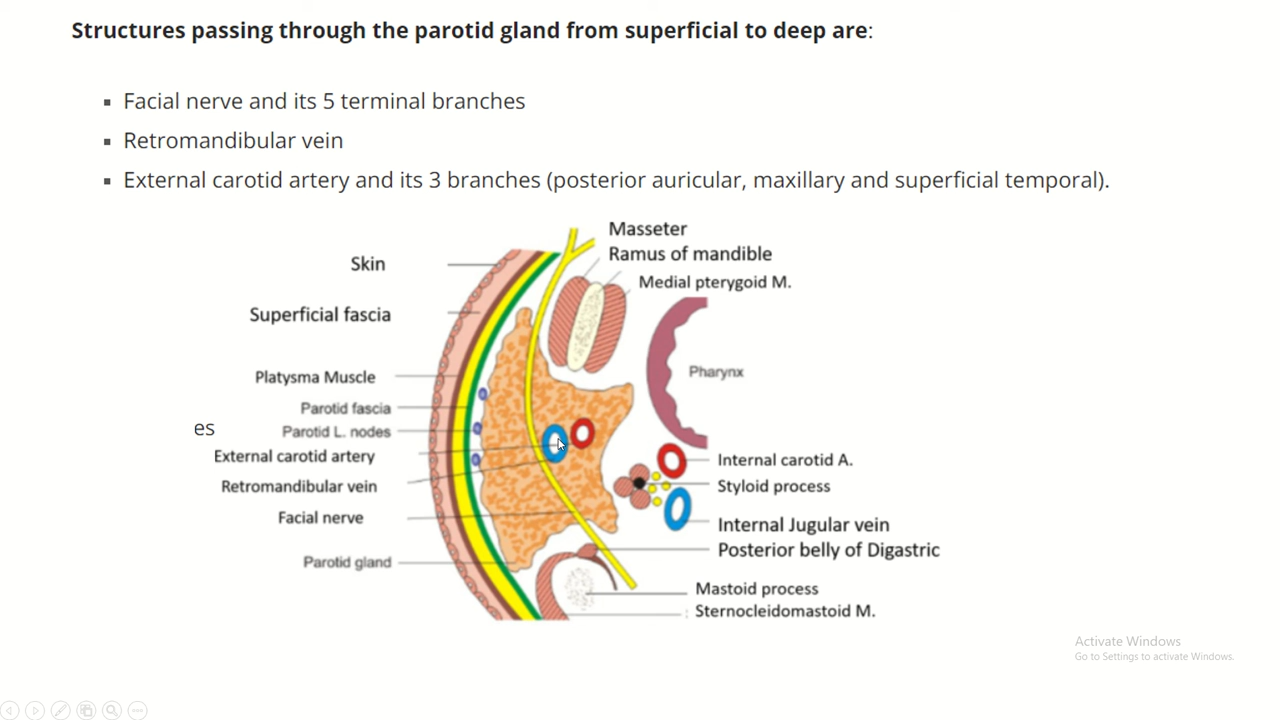 Structures passing through the parotid gland from superficial to deep are:
▪ Facial nerve and its 5 terminal branches
▪ Retromandibular vein
▪ External carotid artery and its 3 branches (posterior auricular, maxillary and superficial temporal).
Masseter
Ramus of mandible
Medial pterygoid M.
Skin
Superficial fascia
Platysma Muscle
Parotid fascia
es
Parotid L. nodes
External carotid artery
Retromandibular vein
Facial nerve
Parotid gland
Pharynx
Internal carotid A.
Styloid process
Internal Jugular vein
Posterior belly of Digastric
Mastoid process
: Sternocleidomastoid M.
Activate Windows
Go to Settings to activate Windows.